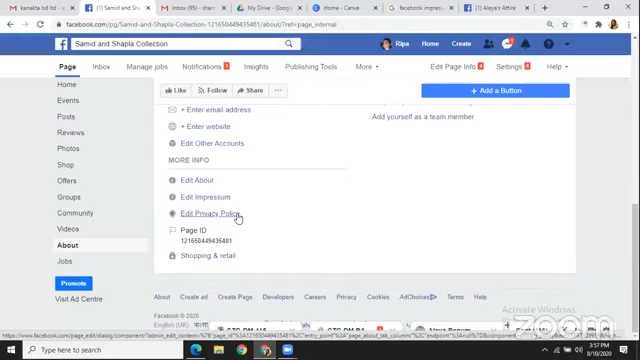 kanakta bd ltd
Samid and Shapla Collection
Inbox (95) - shar
My Drive - Google D
Home - Canva
facebook impress
Aleya's Attire
facebook.com/pg/Samid-and-Shapla-Collection-121650449435481/about/?ref=page_internal
Samid and Shapla Collection
Ripa
Home
Create
Page
Inbox
Manage jobs
Notifications 1
Insights
Publishing Tools
More
Edit Page Info 4
Settings 4
Help
Like
Follow
Share
...
+ Add a Button
Home
Events
Posts
Reviews
Photos
Shop
Offers
Groups
Community
Videos
About
Jobs
Promote
Visit Ad Centre
+ Enter email address
+ Enter website
Edit Other Accounts
MORE INFO
Edit About
Edit Impressum
Edit Privacy Policy
Page ID
121650449435481
Shopping & retail
Add yourself as a team member
About
Create ad
Create Page
Developers
Careers
Privacy
Cookies
AdChoices
Terms
Help
Facebook © 2020
English (UK)
বাংলা
Activate Windows
zoom
Type here to search
3:57 PM
8/10/2020